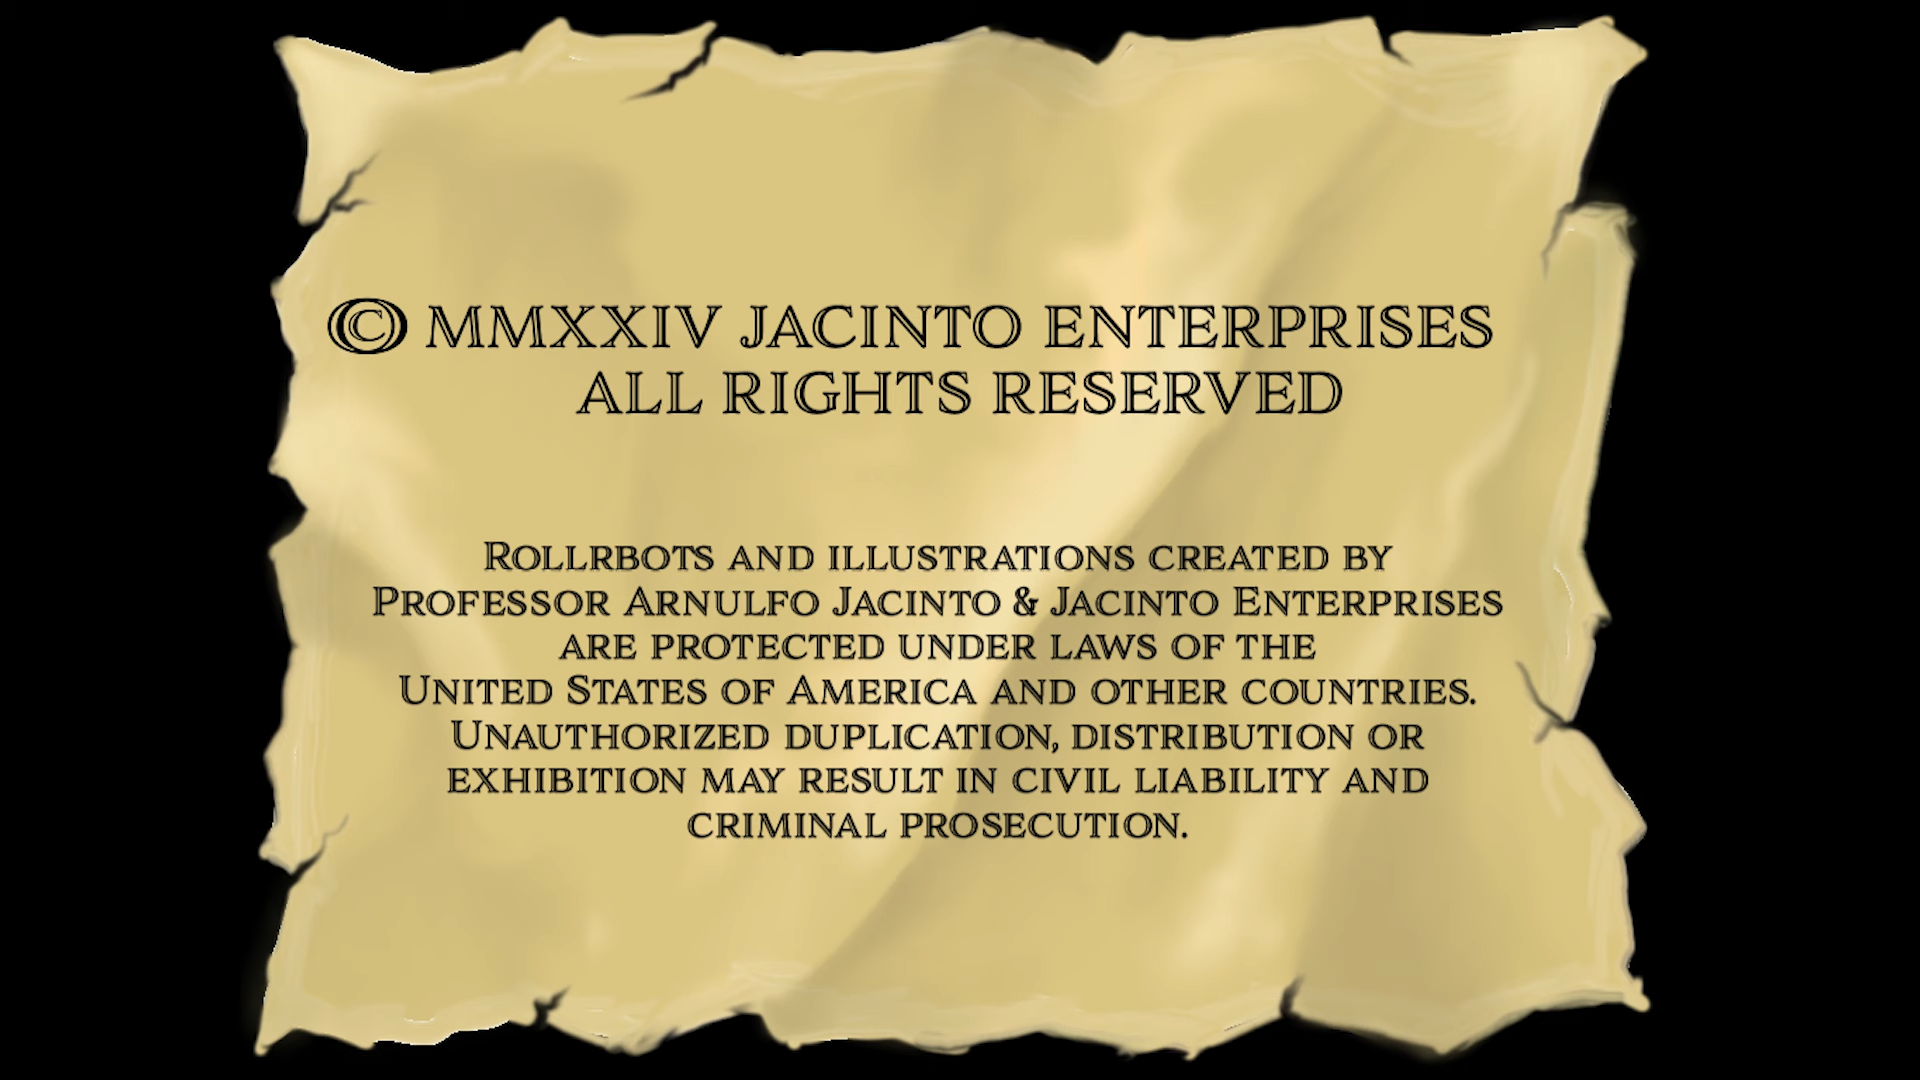 © MMXXIV JACINTO ENTERPRISES
ALL RIGHTS RESERVED
Rollrbots and illustrations created by
Professor Arnulfo Jacinto & Jacinto Enterprises
are protected under laws of the
United States of America and other countries.
Unauthorized duplication, distribution or
exhibition may result in civil liability and
criminal prosecution.